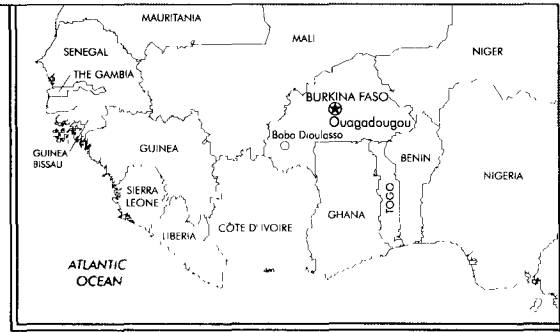 MAURITANIA
MALI
NIGER
SENEGAL
THE GAMBIA
BURKINA FASO
Ouagadougou
Bobo Dioulasso
GUINEA
BISSAU
GUINEA
BENIN
NIGERIA
SIERRA
LEONE
LIBERIA
CÔTE D'IVOIRE
GHANA
TOGO
ATLANTIC
OCEAN